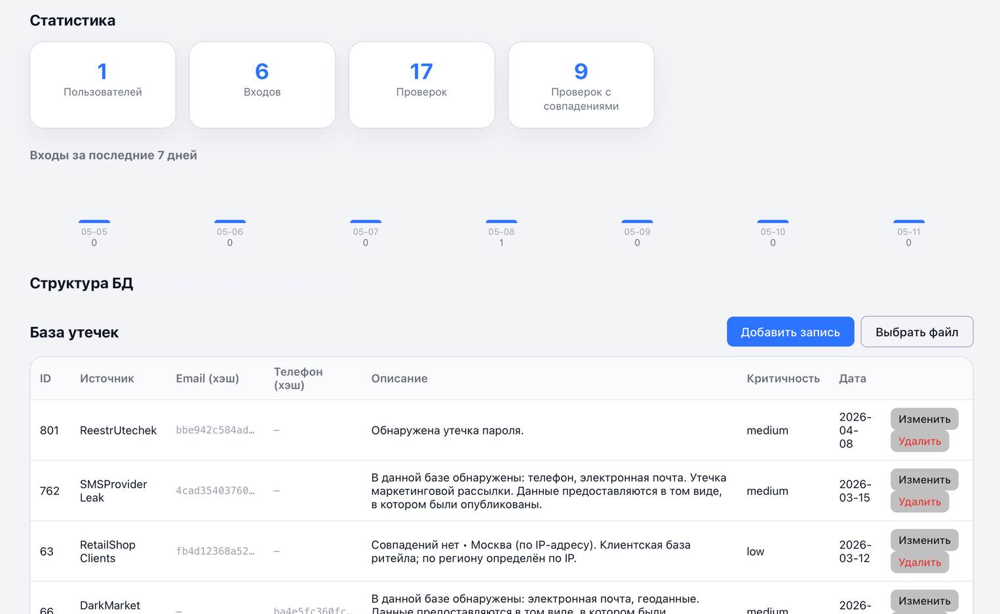 Статистика
1
Пользователей
6
Входов
17
Проверок
9
Проверок с
совпадениями
Входы за последние 7 дней
05-05
0
05-06
0
05-07
0
05-08
1
05-09
0
05-10
0
05-11
0
Структура БД
База утечек
Добавить запись
Выбрать файл
ID
Источник
Email (хэш)
Телефон
(хэш)
Описание
Критичность
Дата
801
ReestrUtechek
bbe942c584ad…
—
Обнаружена утечка пароля.
medium
2026-
04-
08
Изменить
Удалить
762
SMSProvider
Leak
4cad35403760…
—
В данной базе обнаружены: телефон, электронная почта. Утечка
маркетинговой рассылки. Данные предоставляются в том виде,
в котором были опубликованы.
medium
2026-
03-15
Изменить
Удалить
63
RetailShop
Clients
fb4d12368a52…
—
Совпадений нет • Москва (по IP-адресу). Клиентская база
ритейла; по региону определён по IP.
low
2026-
03-12
Изменить
Удалить
66
DarkMarket
—
ba4e5fc360fc…
В данной базе обнаружены: электронная почта, геоданные.
Данные предоставляются в том виде, в котором были
medium
2026-
Изменить